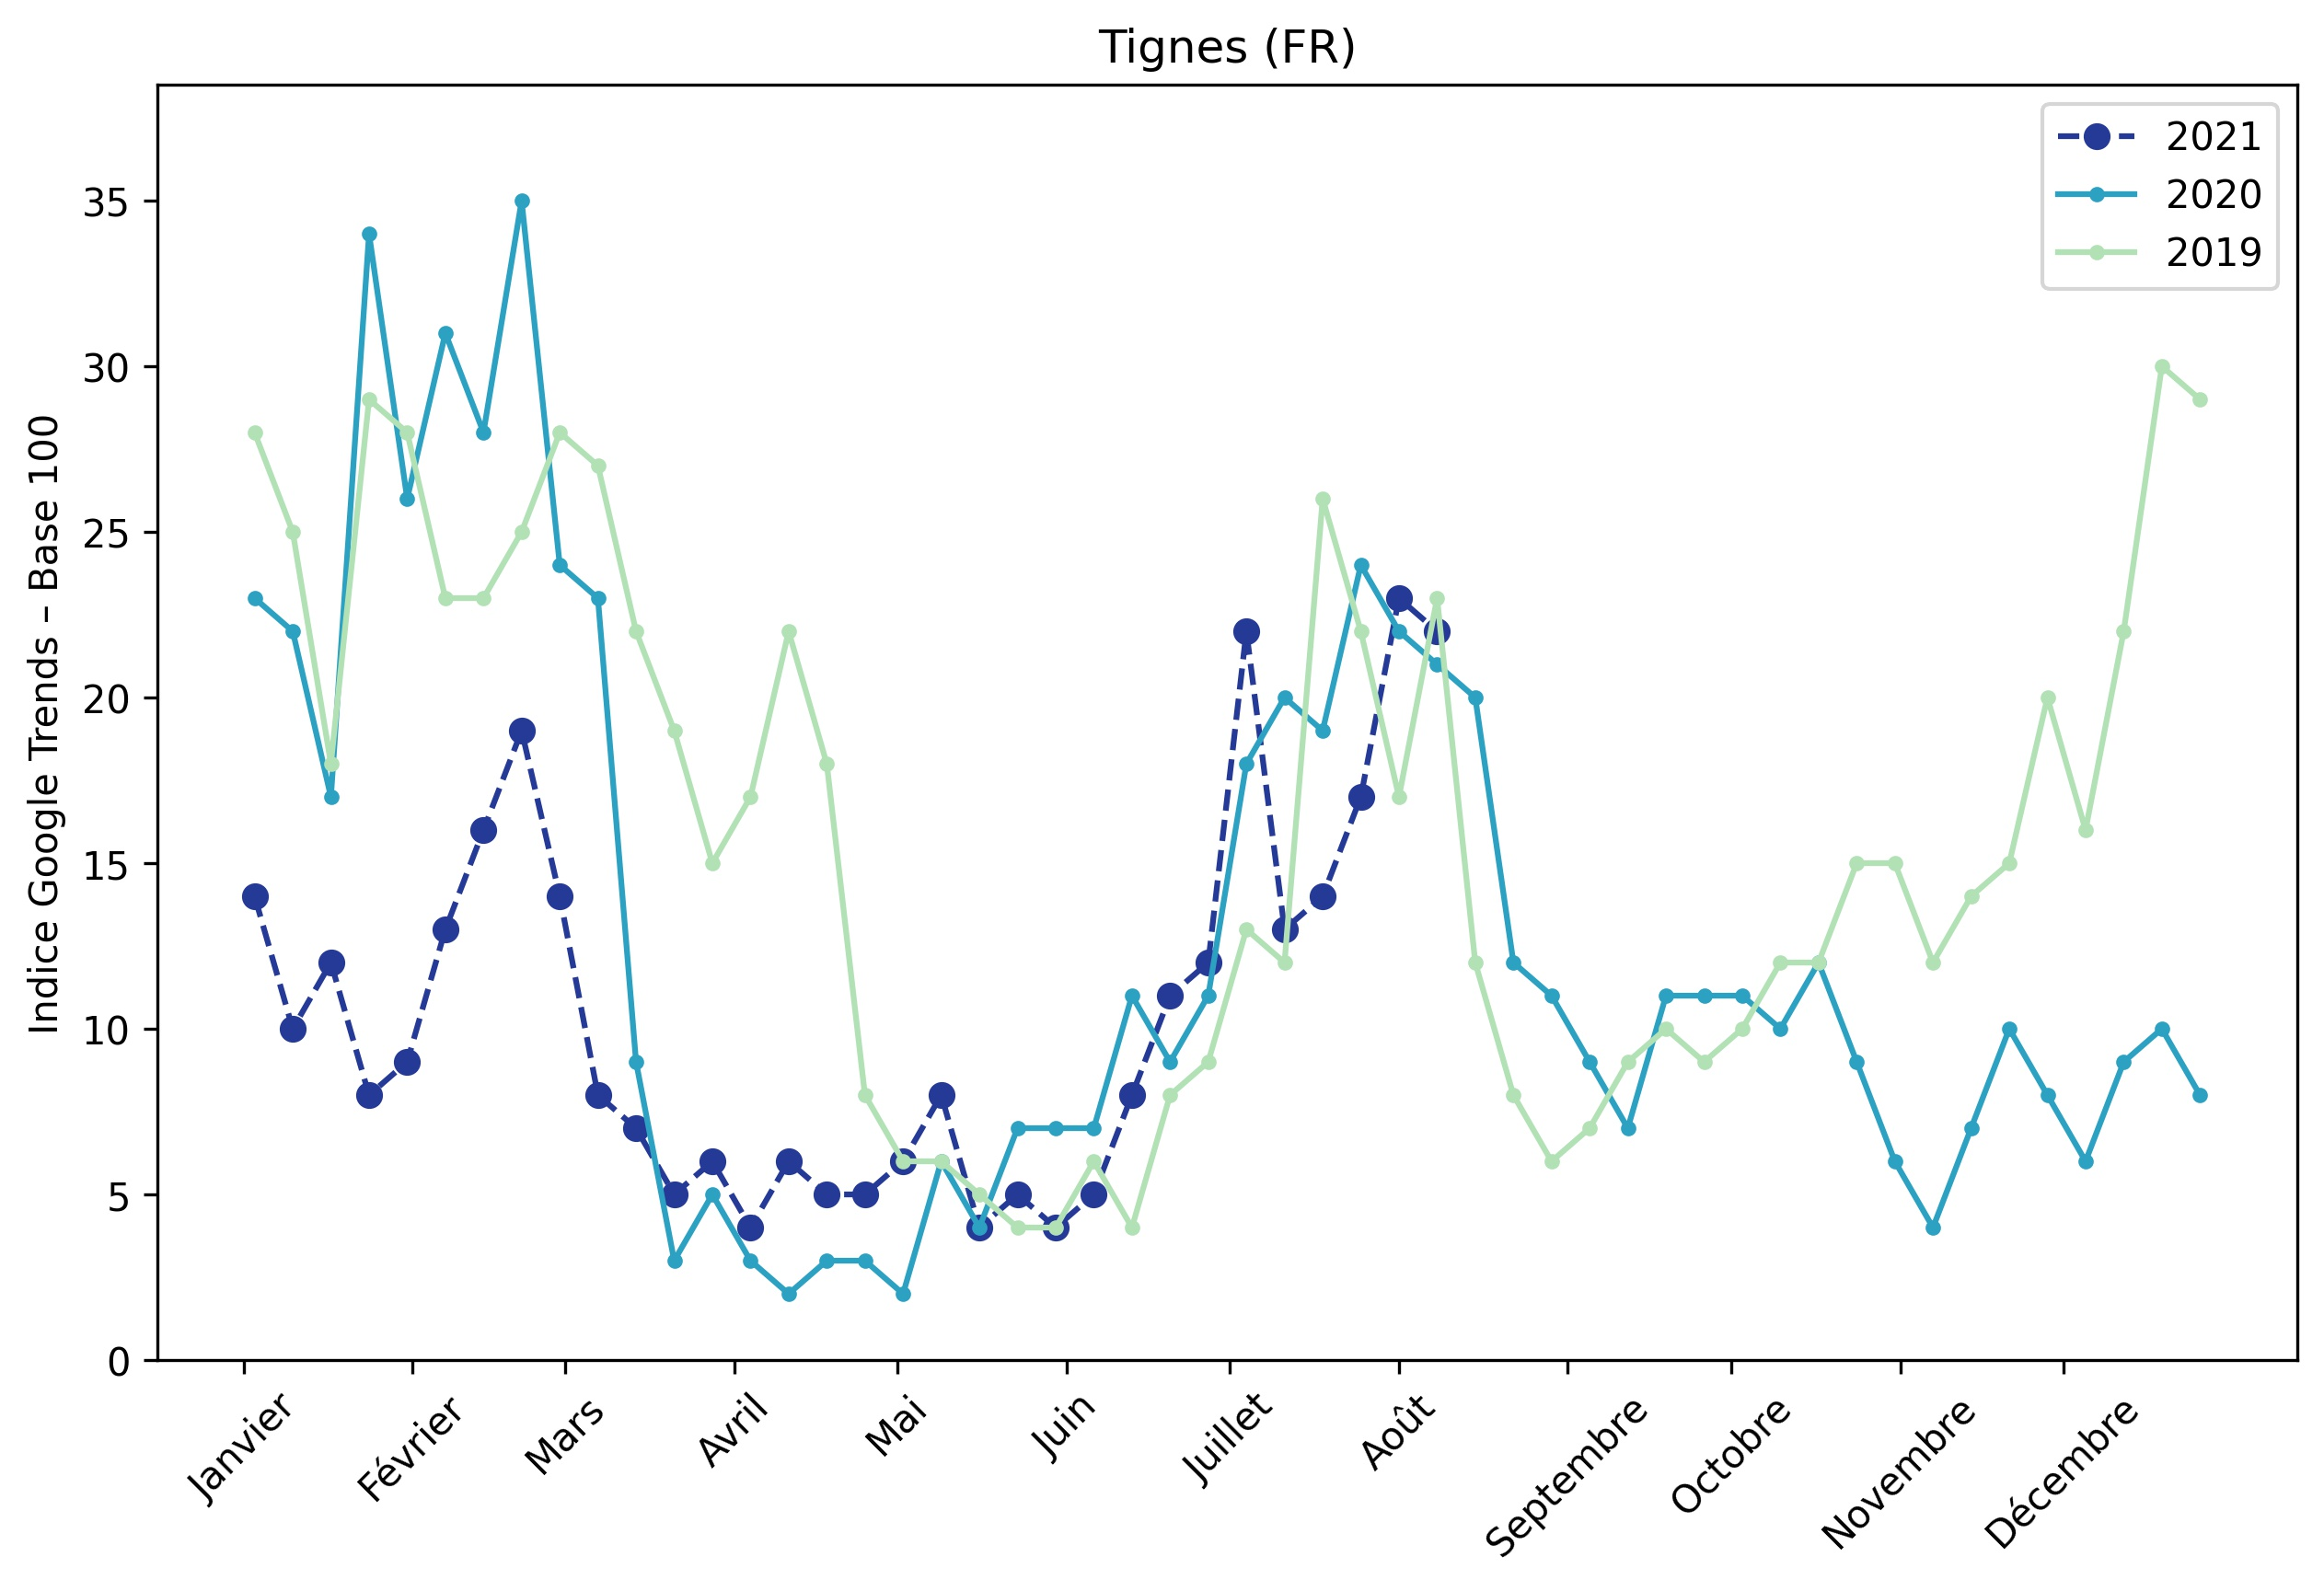 Tignes (FR)
2021
2020
2019
Indice Google Trends – Base 100
35
30
25
20
15
10
5
0
Janvier
Février
Mars
Avril
Mai
Juin
Juillet
Août
Septembre
Octobre
Novembre
Décembre